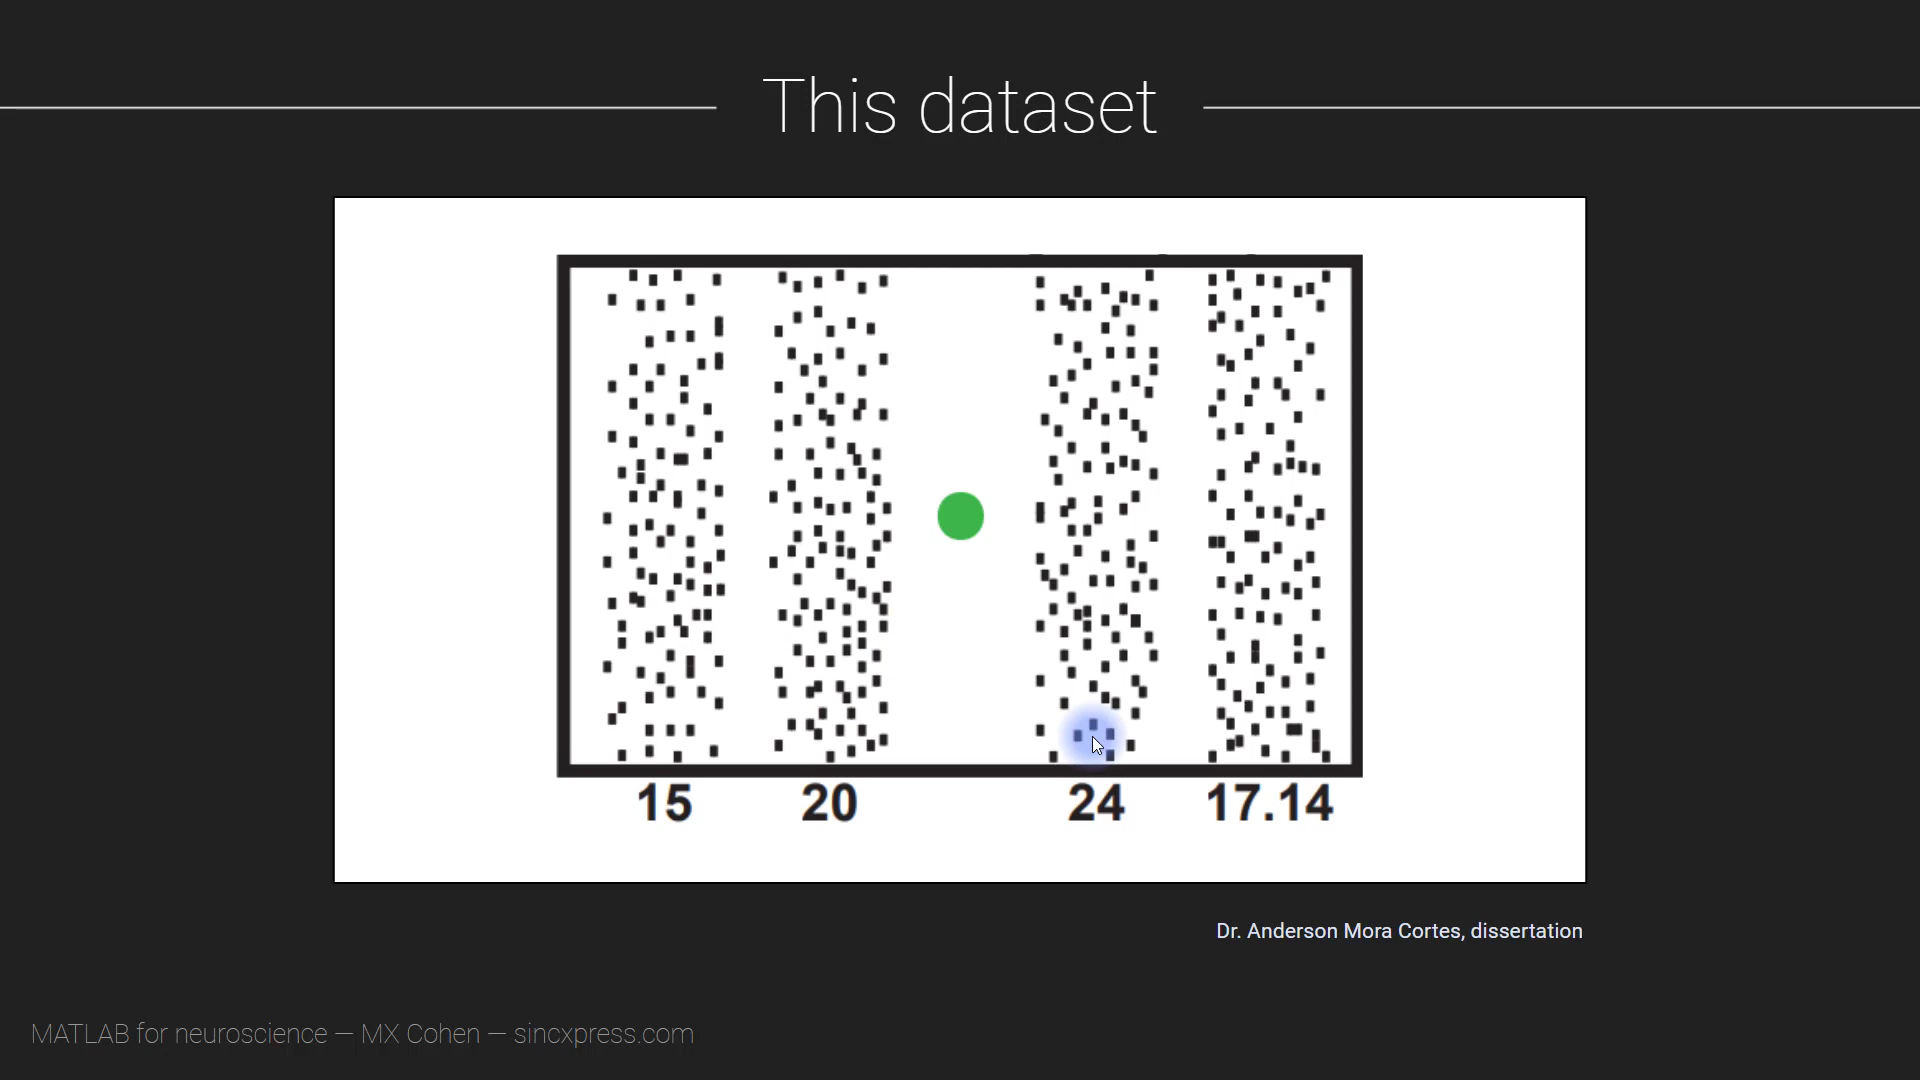 This dataset
15 20 24 17.14
Dr. Anderson Mora Cortes, dissertation
MATLAB for neuroscience — MX Cohen — sincxpress.com